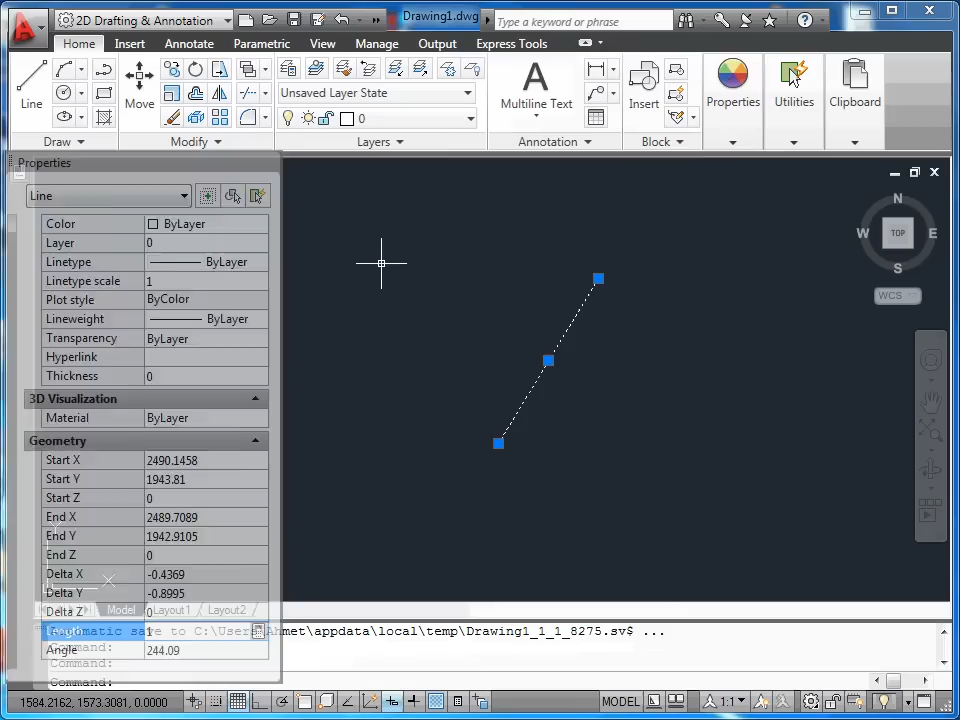 2D Drafting & Annotation
Drawing1.dwg
Type a keyword or phrase
Home Insert Annotate Parametric View Manage Output Express Tools
Line
Move
Unsaved Layer State
0
Multiline Text
Insert
Properties
Utilities
Clipboard
Draw
Modify
Layers
Annotation
Block
Properties
Line
Color ByLayer
Layer 0
Linetype ByLayer
Linetype scale 1
Plot style ByColor
Lineweight ByLayer
Transparency ByLayer
Hyperlink
Thickness 0
3D Visualization
Material ByLayer
Geometry
Start X 2490.1458
Start Y 1943.81
Start Z 0
End X 2489.7089
End Y 1942.9105
End Z 0
Delta X -0.4369
Delta Y -0.8995
Delta Z 0
Length 1
Angle 244.09
N
W TOP E
S
WCS
Y
Model Layout1 Layout2
Automatic save to C:\Users\Ahmet\appdata\local\temp\Drawing1_1_1_8275.sv$ ...
Command:
Command:
Command:
1584.2162, 1573.3081, 0.0000
MODEL
1:1